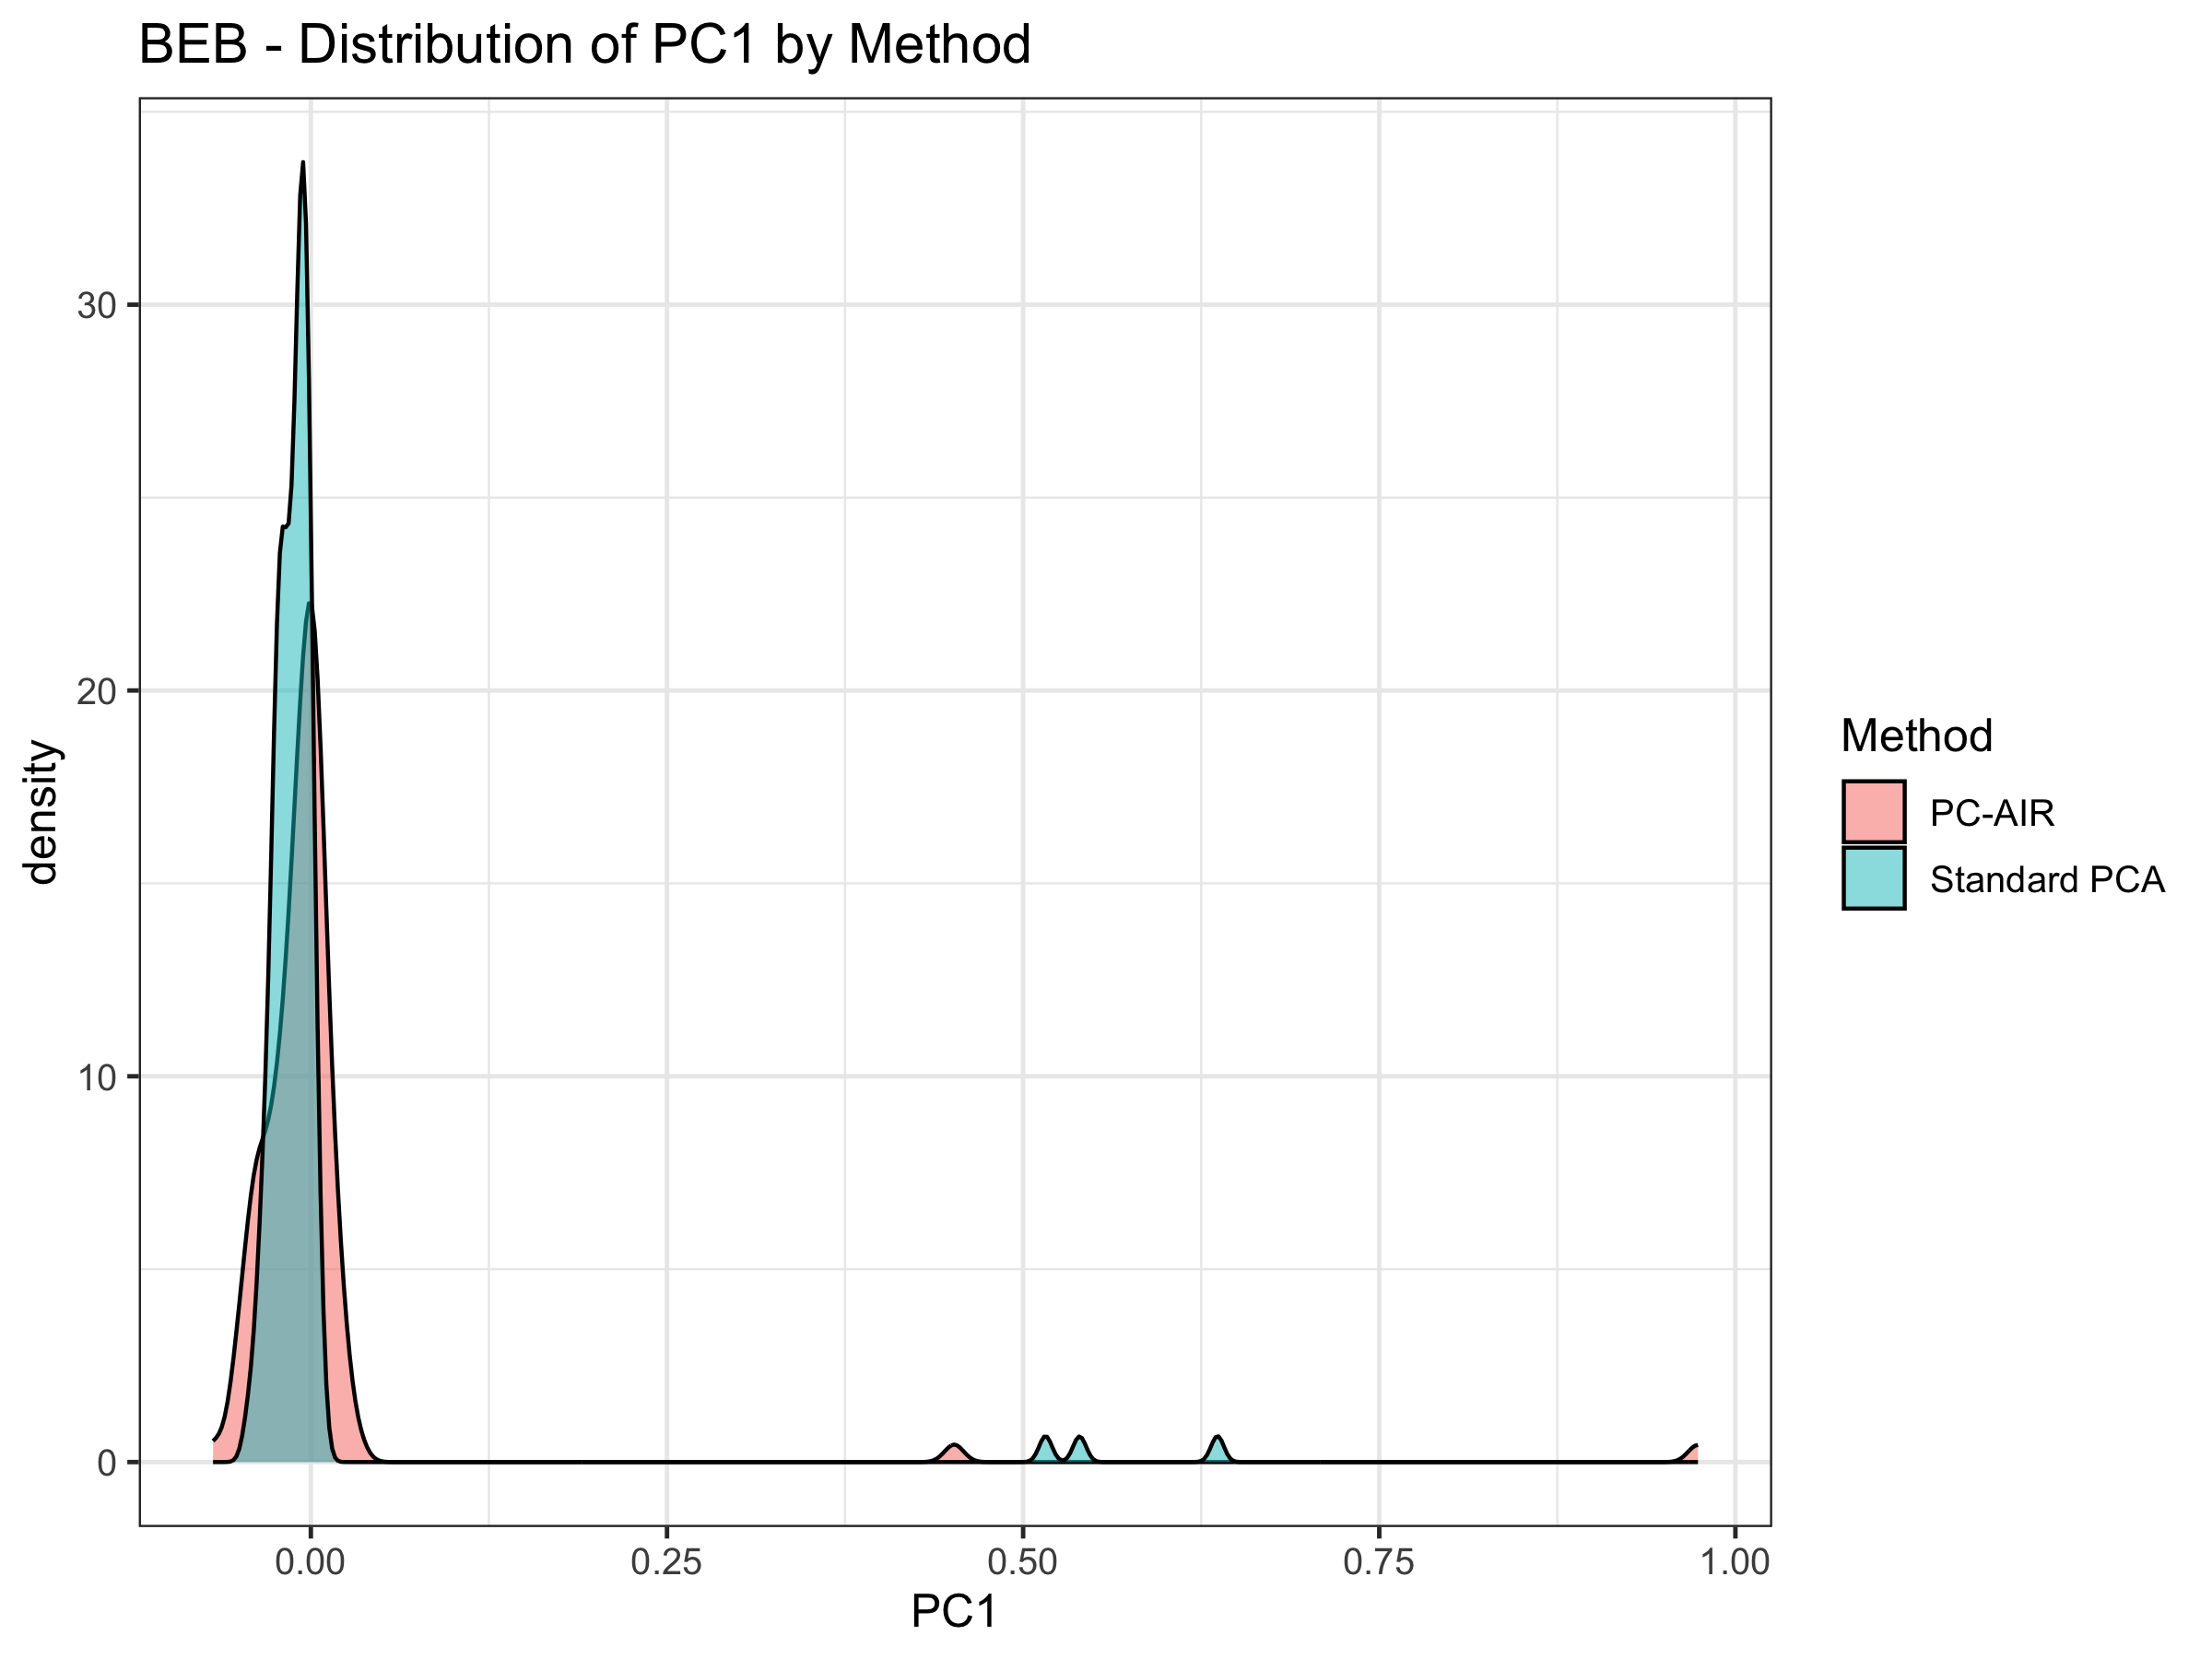 BEB - Distribution of PC1 by Method
30
20
10
0
density
0.00 0.25 0.50 0.75 1.00
PC1
Method
PC-AIR
Standard PCA